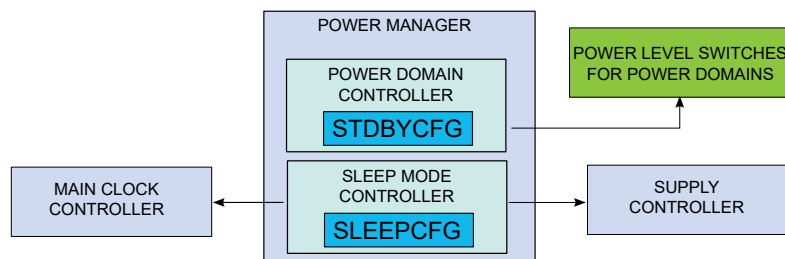 POWER MANAGER
POWER DOMAIN
CONTROLLER
STDBYCFG
POWER LEVEL SWITCHES
FOR POWER DOMAINS
SLEEP MODE
CONTROLLER
SLEEPCFG
MAIN CLOCK
CONTROLLER
SUPPLY
CONTROLLER